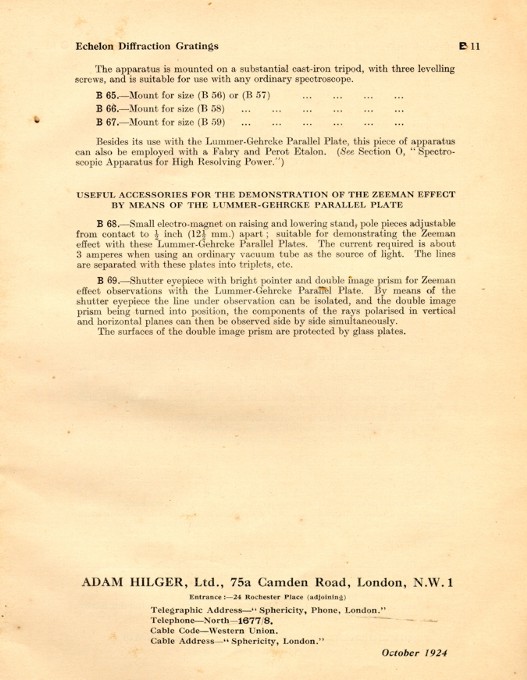 Echelon Diffraction Gratings B 11
The apparatus is mounted on a substantial cast-iron tripod, with three levelling
screws, and is suitable for use with any ordinary spectroscope.
B 65.—Mount for size (B 56) or (B 57) ... ... ... ...
B 66.—Mount for size (B 58) ... ... ... ... ...
B 67.—Mount for size (B 59) ... ... ... ... ...
Besides its use with the Lummer-Gehrcke Parallel Plate, this piece of apparatus
can also be employed with a Fabry and Perot Etalon. (See Section O, "Spectro-
scopic Apparatus for High Resolving Power.")
USEFUL ACCESSORIES FOR THE DEMONSTRATION OF THE ZEEMAN EFFECT
BY MEANS OF THE LUMMER-GEHRCKE PARALLEL PLATE
B 68.—Small electro-magnet on raising and lowering stand, pole pieces adjustable
from contact to ½ inch (12½ mm.) apart ; suitable for demonstrating the Zeeman
effect with these Lummer-Gehrcke Parallel Plates. The current required is about
3 amperes when using an ordinary vacuum tube as the source of light. The lines
are separated with these plates into triplets, etc.
B 69.—Shutter eyepiece with bright pointer and double image prism for Zeeman
effect observations with the Lummer-Gehrcke Parallel Plate. By means of the
shutter eyepiece the line under observation can be isolated, and the double image
prism being turned into position, the components of the rays polarised in vertical
and horizontal planes can then be observed side by side simultaneously.
The surfaces of the double image prism are protected by glass plates.
ADAM HILGER, Ltd., 75a Camden Road, London, N.W. 1
Entrance :—24 Rochester Place (adjoining)
Telegraphic Address—"Sphericity, Phone, London."
Telephone—North—1677/8.
Cable Code—Western Union.
Cable Address—"Sphericity, London."
October 1924